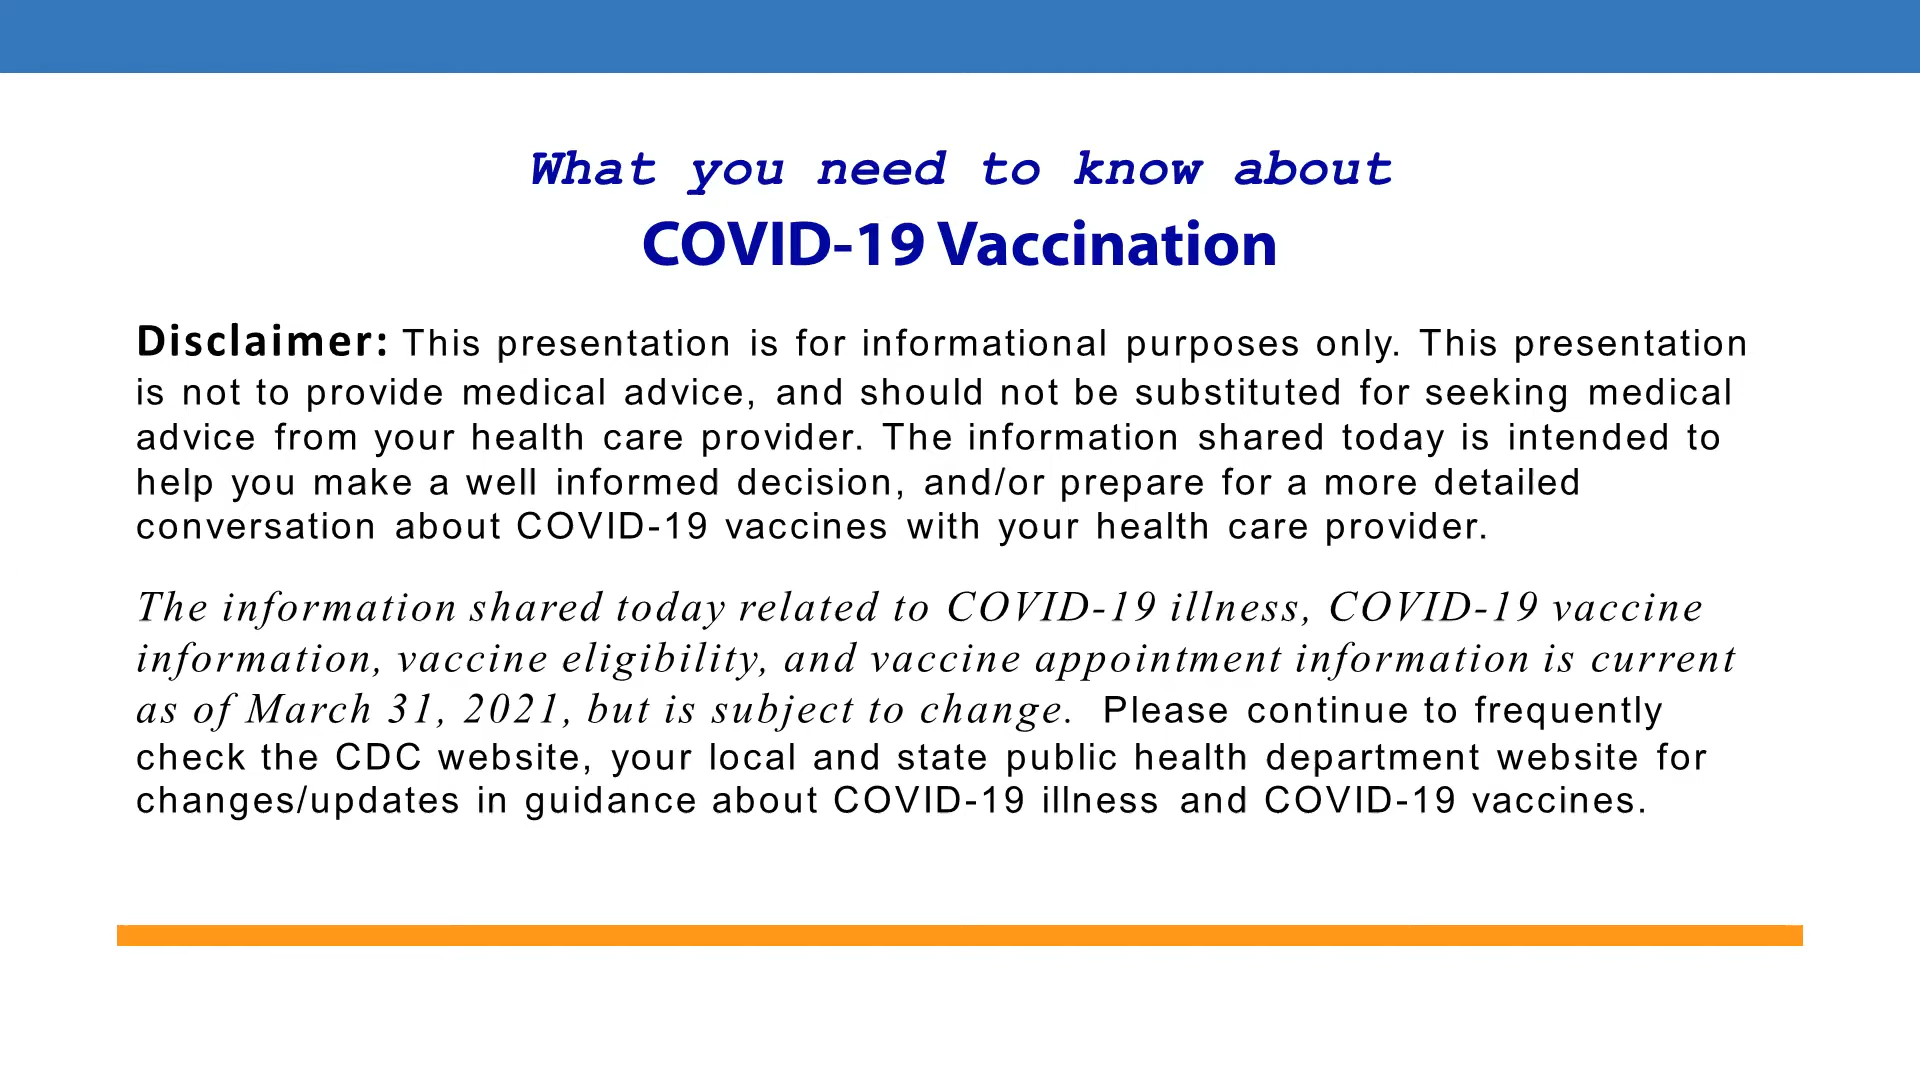 What you need to know about
COVID-19 Vaccination
Disclaimer: This presentation is for informational purposes only. This presentation
is not to provide medical advice, and should not be substituted for seeking medical
advice from your health care provider. The information shared today is intended to
help you make a well informed decision, and/or prepare for a more detailed
conversation about COVID-19 vaccines with your health care provider.
The information shared today related to COVID-19 illness, COVID-19 vaccine
information, vaccine eligibility, and vaccine appointment information is current
as of March 31, 2021, but is subject to change. Please continue to frequently
check the CDC website, your local and state public health department website for
changes/updates in guidance about COVID-19 illness and COVID-19 vaccines.